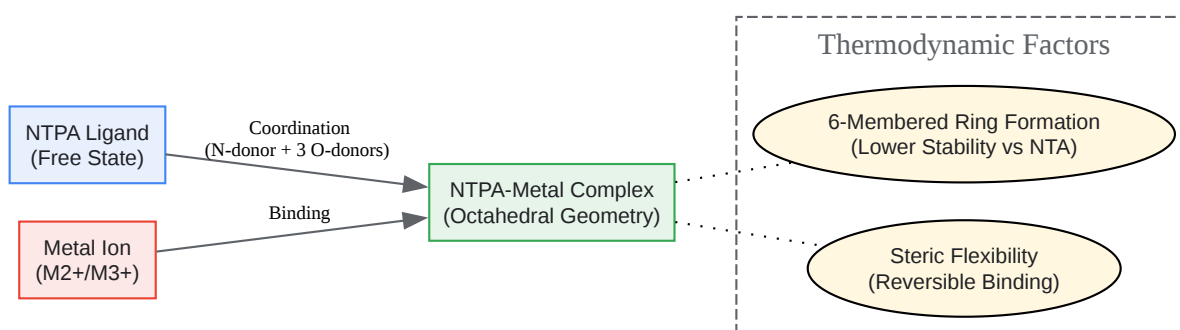 Thermodynamic Factors
NTPA Ligand
(Free State)
Coordination
(N-donor + 3 O-donors)
Metal Ion
(M2+/M3+)
Binding
NTPA-Metal Complex
(Octahedral Geometry)
6-Membered Ring Formation
(Lower Stability vs NTA)
Steric Flexibility
(Reversible Binding)